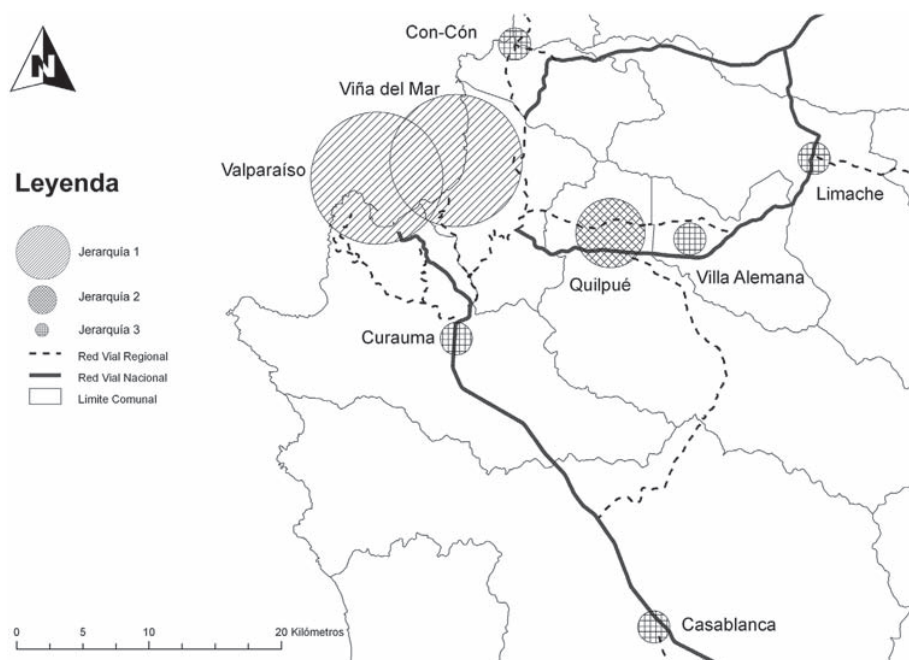 N
Con-Cón
Viña del Mar
Valparaíso
Leyenda
Jerarquía 1
Jerarquía 2
Jerarquía 3
Red Vial Regional
Red Vial Nacional
Limite Comunal
Limache
Villa Alemana
Quilpué
Curauma
Casablanca
0 5 10 20 Kilómetros